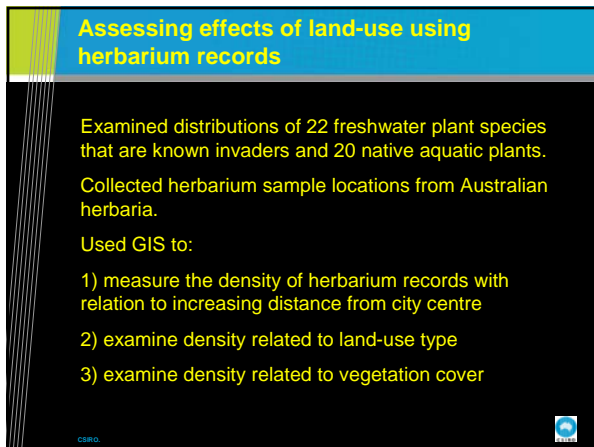 Assessing effects of land-use using
herbarium records
Examined distributions of 22 freshwater plant species
that are known invaders and 20 native aquatic plants.
Collected herbarium sample locations from Australian
herbaria.
Used GIS to:
1) measure the density of herbarium records with
relation to increasing distance from city centre
2) examine density related to land-use type
3) examine density related to vegetation cover
CSIRO.
CSIRO